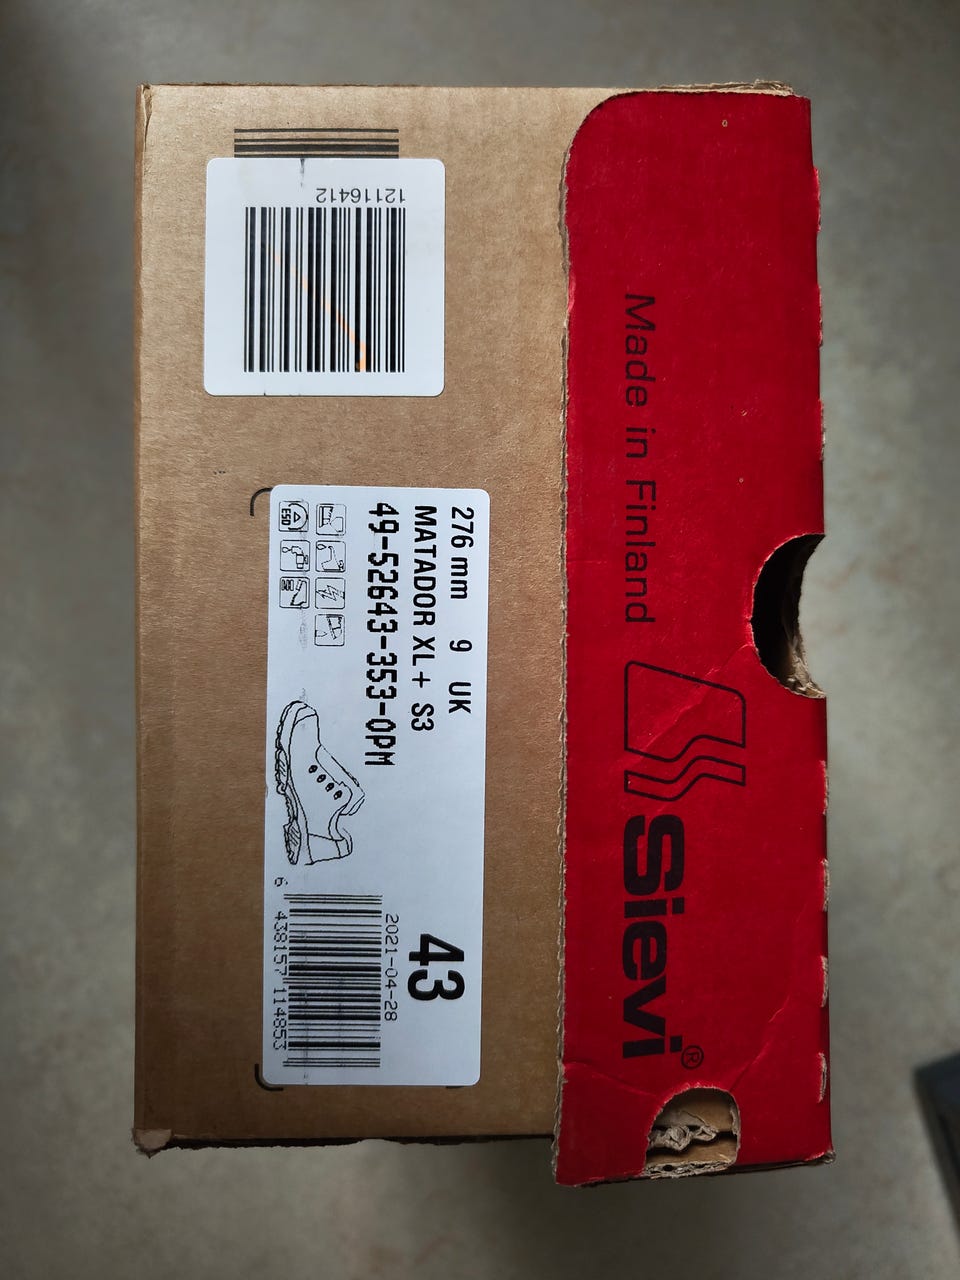 Made in Finland
Sievi®
276 mm 9 UK
MATADOR XL+ S3
49-52643-353-0PM
ESD
43
2021-04-28
6 438157 114853
12116412